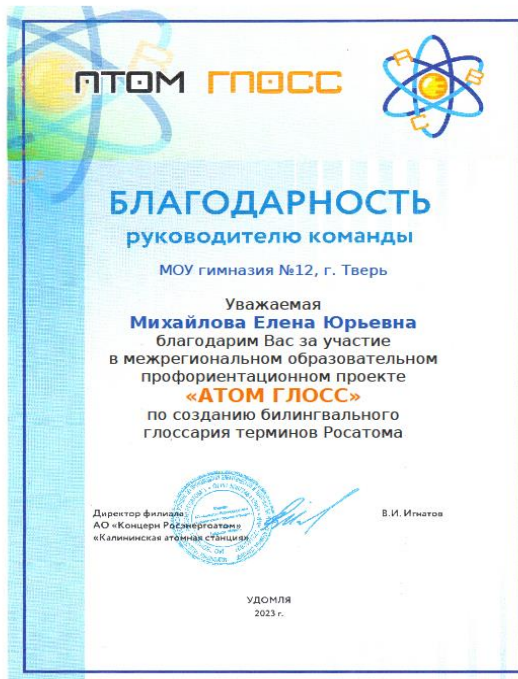 АТОМ ГЛОСС
A B C
БЛАГОДАРНОСТЬ
руководителю команды
МОУ гимназия №12, г. Тверь
Уважаемая
Михайлова Елена Юрьевна
благодарим Вас за участие
в межрегиональном образовательном
профориентационном проекте
«АТОМ ГЛОСС»
по созданию билингвального
глоссария терминов Росатома
Директор филиала
АО «Концерн Росэнергоатом»
«Калининская атомная станция»
В.И. Игнатов
УДОМЛЯ
2023 г.